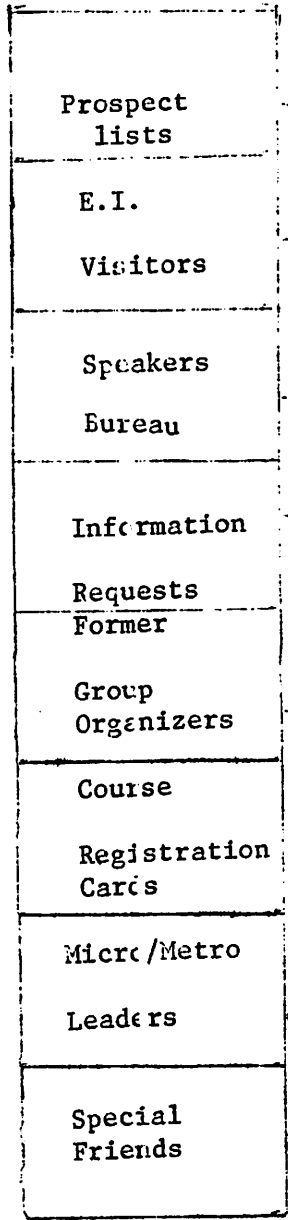 Prospect
lists
E.I.
Visitors
Speakers
Bureau
Information
Requests
Former
Group
Organizers
Course
Registration
Cards
Micro/Metro
Leaders
Special
Friends